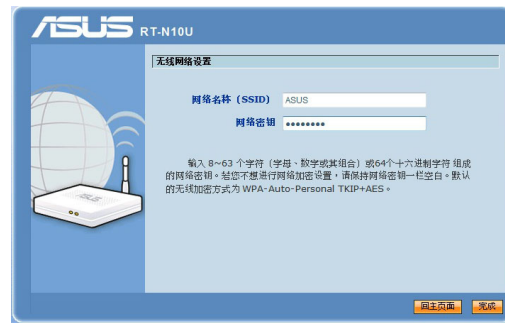 ASUS RT-N10U
无线网络设置
网络名称 (SSID) ASUS
网络密钥 ••••••••
输入 8~63 个字符 (字母、数字或其组合) 或64个十六进制字符 组成
的网络密钥。若您不想进行网络加密设置，请保持网络密钥一栏空白。默认
的无线加密方式为 WPA-Auto-Personal TKIP+AES。
回主页面 完成